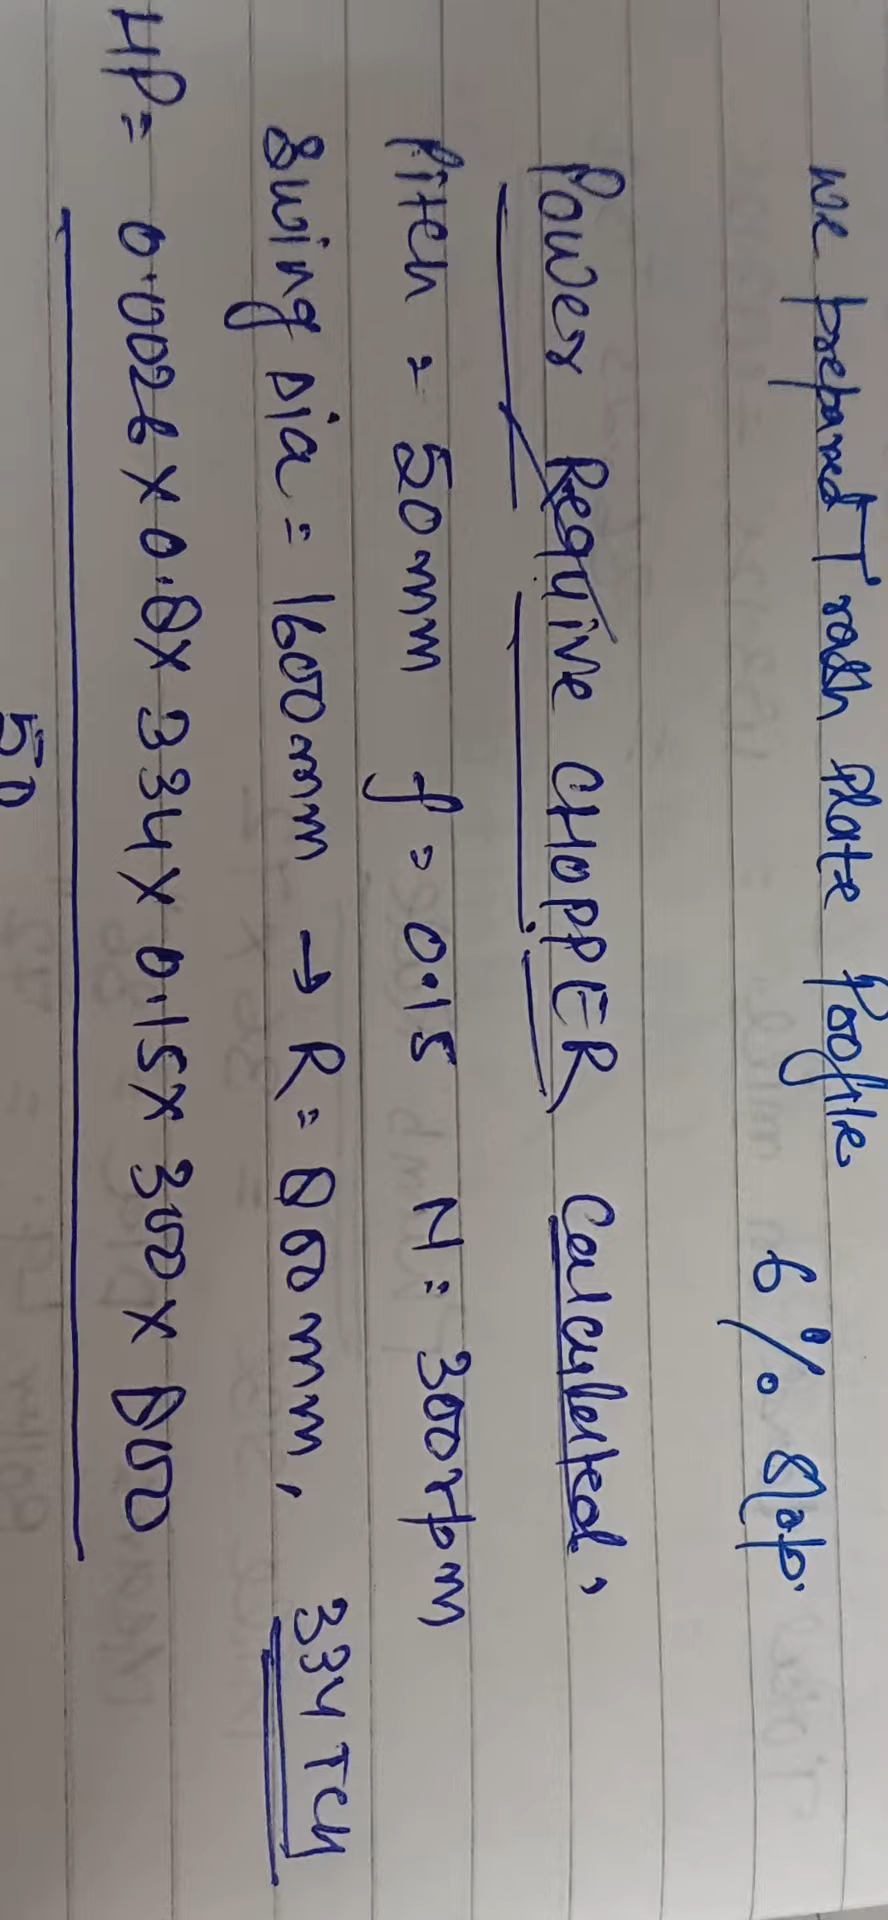 we prepared Trash Plate Profile
6% Slop.
Power Require CHOPPER Calculated,
Pitch = 50mm f = 0.15 N = 300rpm
Swing Dia = 1600mm → R = 800mm, 334 TCH
HP = 0.0026 x 0.8 x 334 x 0.15 x 300 x 800
50